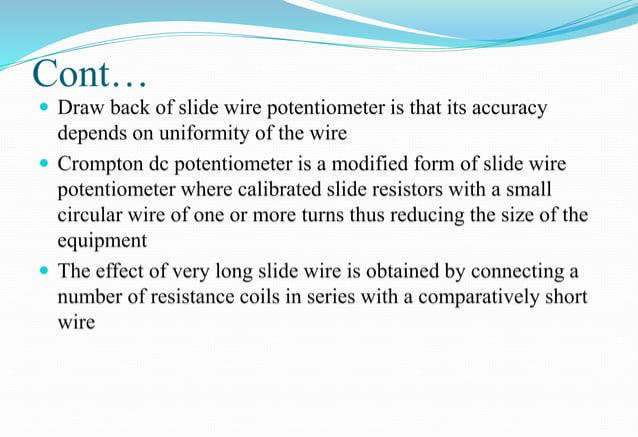 Cont…
Draw back of slide wire potentiometer is that its accuracy
depends on uniformity of the wire
Crompton dc potentiometer is a modified form of slide wire
potentiometer where calibrated slide resistors with a small
circular wire of one or more turns thus reducing the size of the
equipment
The effect of very long slide wire is obtained by connecting a
number of resistance coils in series with a comparatively short
wire